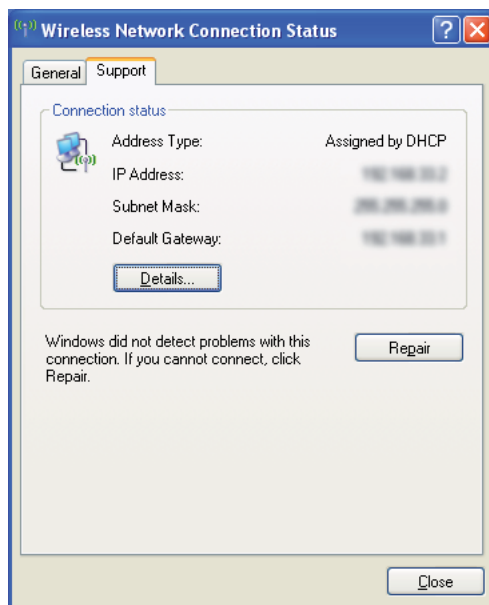 Wireless Network Connection Status
General Support
Connection status
Address Type: Assigned by DHCP
IP Address:
Subnet Mask:
Default Gateway:
Details...
Windows did not detect problems with this
connection. If you cannot connect, click
Repair.
Repair
Close